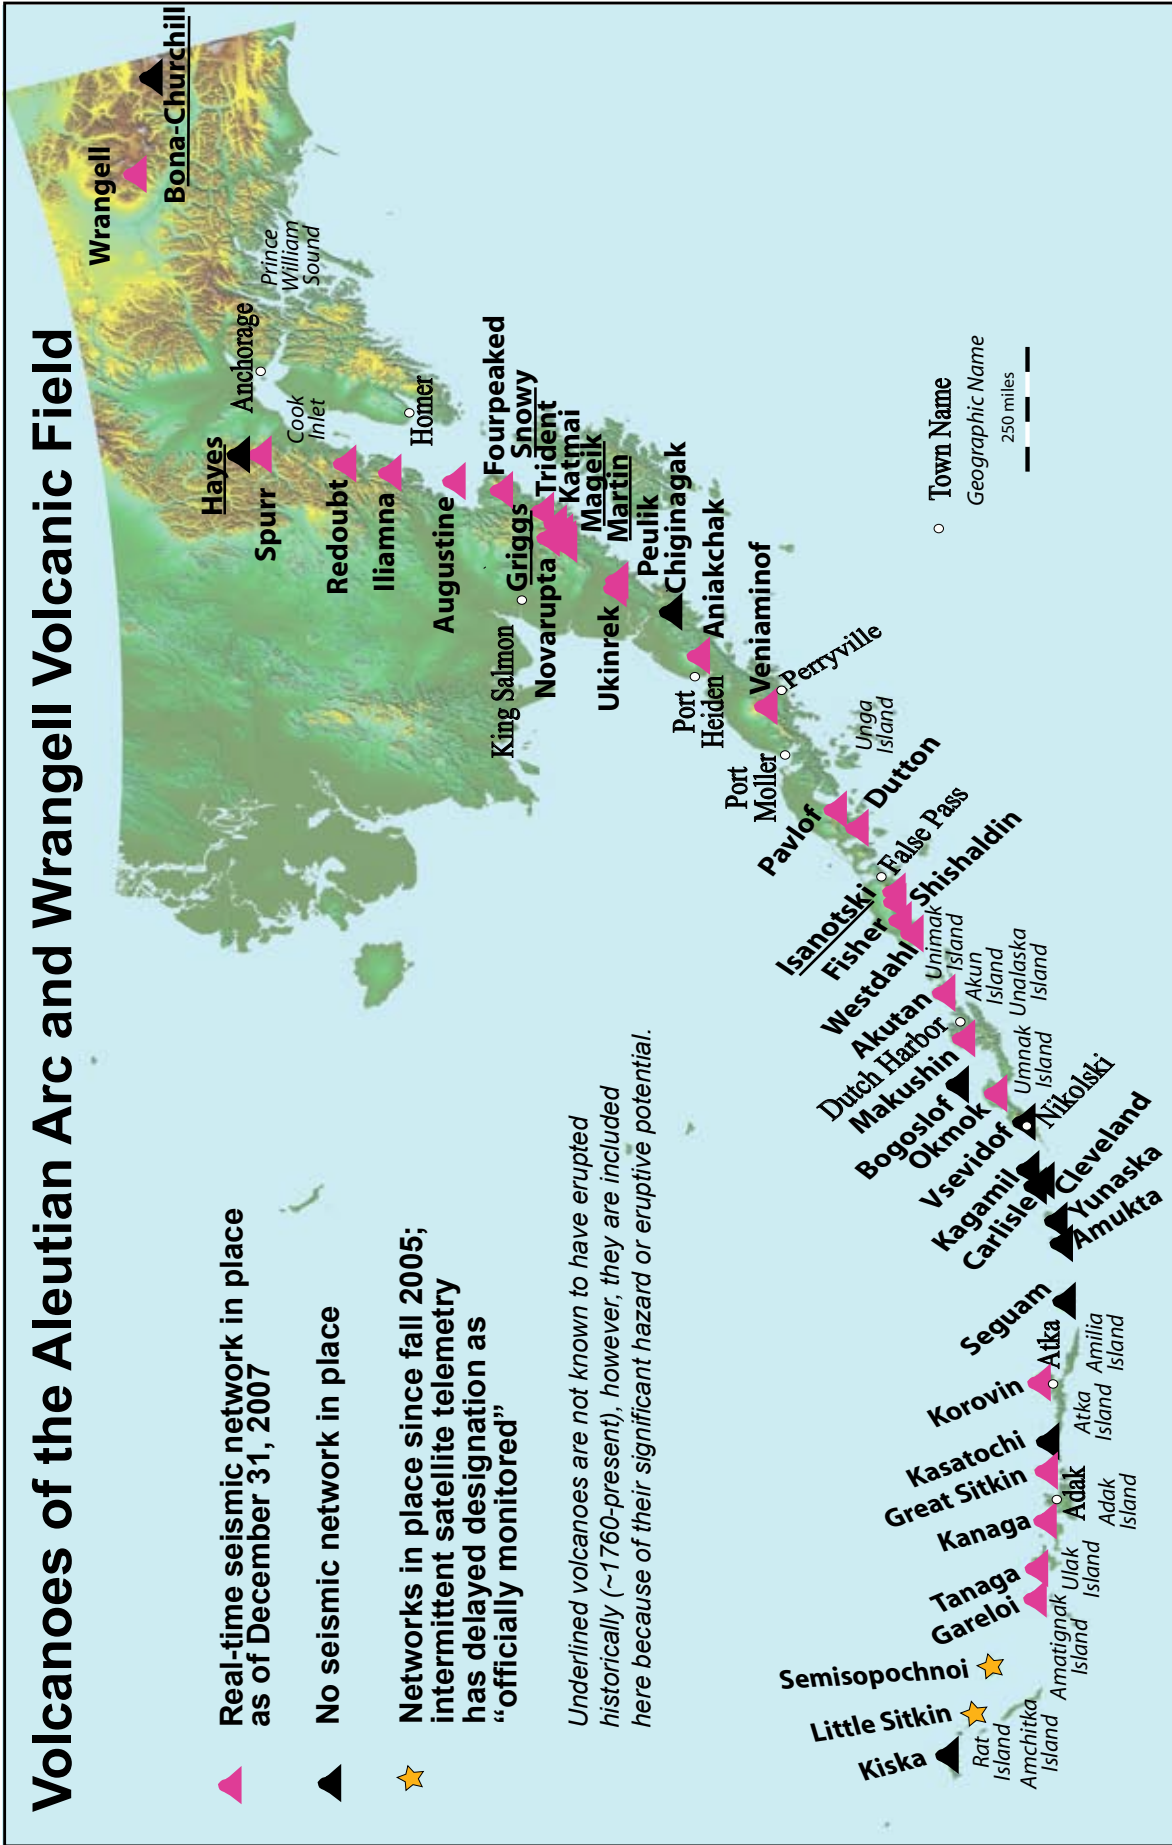 Volcanoes of the Aleutian Arc and Wrangell Volcanic Field
Real-time seismic network in place
as of December 31, 2007
No seismic network in place
Networks in place since fall 2005;
intermittent satellite telemetry
has delayed designation as
“officially monitored”
Underlined volcanoes are not known to have erupted
historically (~1760-present), however, they are included
here because of their significant hazard or eruptive potential.
Wrangell
Bona-Churchill
Prince
William
Sound
Anchorage
Cook
Inlet
Homer
Hayes
Spurr
Redoubt
Iliamna
Augustine
Fourpeaked
Snowy
Griggs
Trident
Katmai
Novarupta
Mageik
Martin
King Salmon
Ukinrek
Peulik
Chiginagak
Aniakchak
Port
Heiden
Veniaminof
Perryville
Port
Moller
Unga
Island
Pavlof
Dutton
False Pass
Isanotski
Shishaldin
Fisher
Westdahl
Unimak
Island
Akutan
Akun
Island
Dutch Harbor
Unalaska
Island
Makushin
Bogoslof
Okmok
Umnak
Island
Vsevidof
Nikolski
Kagamil
Carlisle
Cleveland
Yunaska
Amukta
Seguam
Atka
Amilia
Island
Korovin
Atka
Island
Kasatochi
Great Sitkin
Adak
Adak
Island
Kanaga
Tanaga
Ulak
Island
Gareloi
Amatignak
Island
Semisopochnoi
Little Sitkin
Amchitka
Island
Kiska
Rat
Island
Town Name
Geographic Name
250 miles